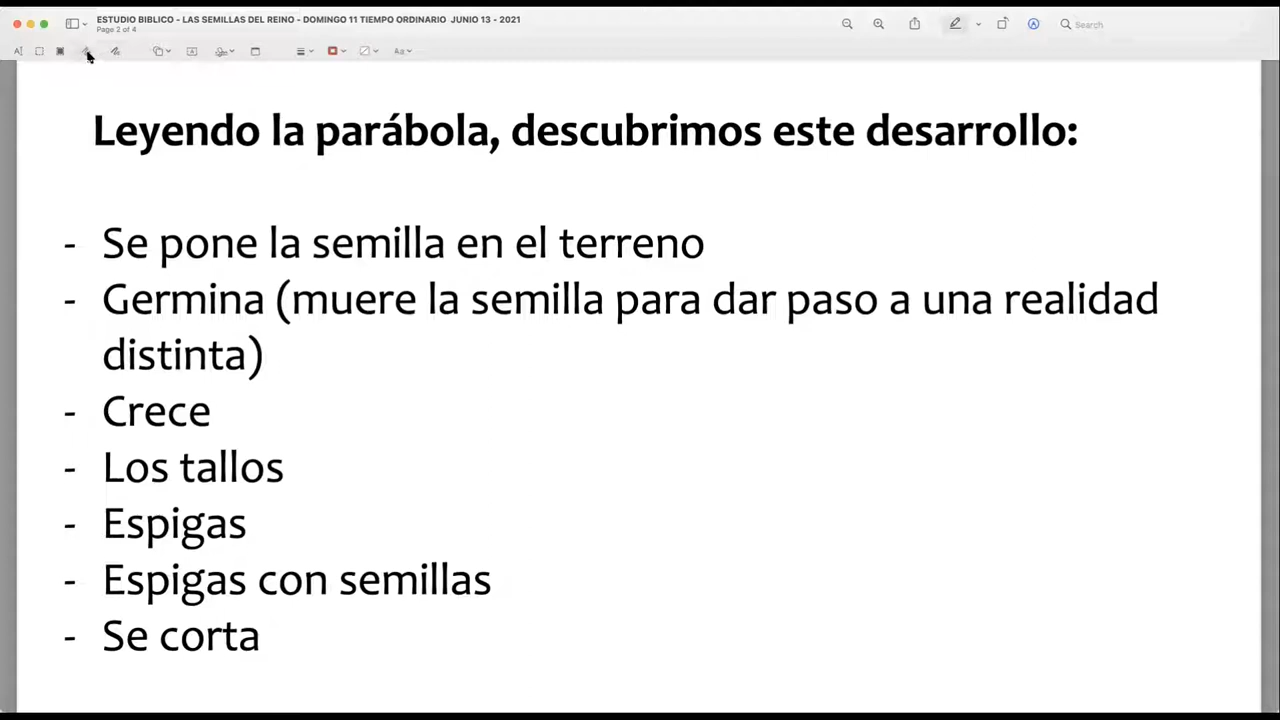 ESTUDIO BIBLICO - LAS SEMILLAS DEL REINO - DOMINGO 11 TIEMPO ORDINARIO JUNIO 13 - 2021
Page 2 of 4
Search
Leyendo la parábola, descubrimos este desarrollo:
- Se pone la semilla en el terreno
- Germina (muere la semilla para dar paso a una realidad
distinta)
- Crece
- Los tallos
- Espigas
- Espigas con semillas
- Se corta